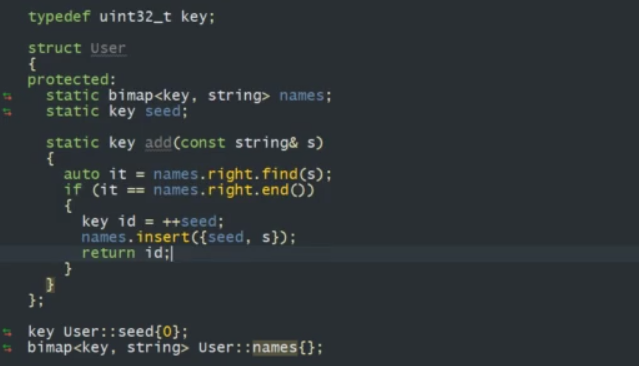 typedef uint32_t key;
struct User
{
protected:
static bimap<key, string> names;
static key seed;
static key add(const string& s)
{
auto it = names.right.find(s);
if (it == names.right.end())
{
key id = ++seed;
names.insert({seed, s});
return id;
}
}
};
key User::seed{0};
bimap<key, string> User::names{};